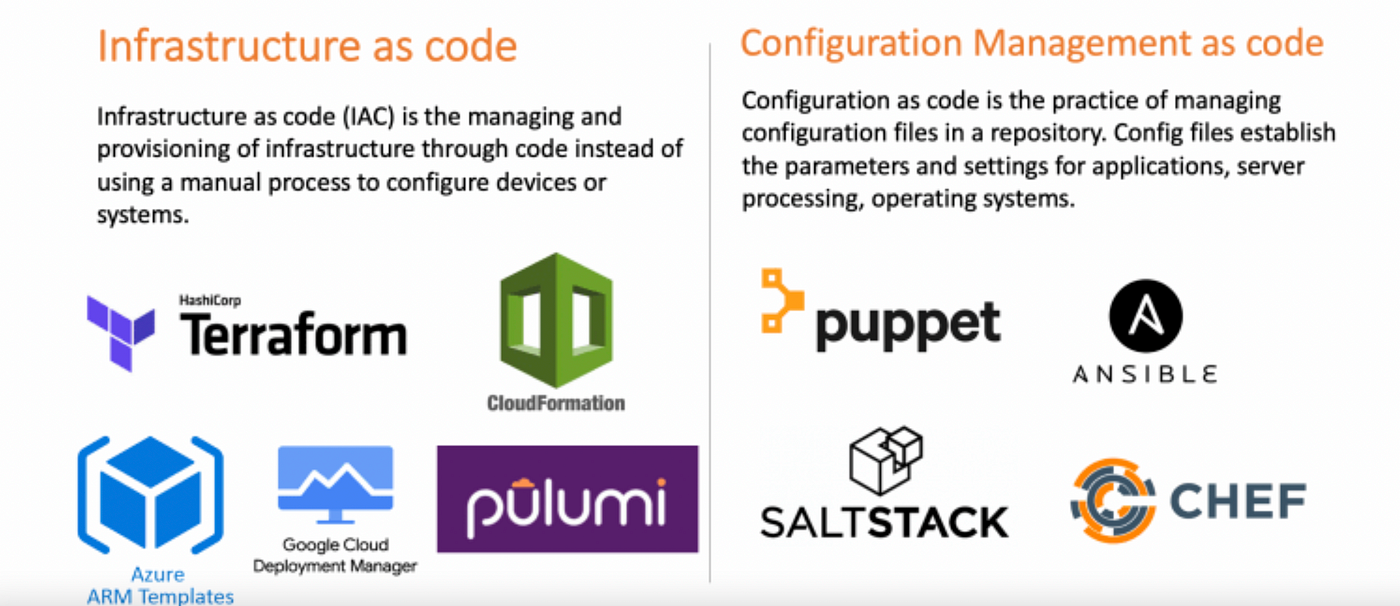 Infrastructure as code
Infrastructure as code (IAC) is the managing and
provisioning of infrastructure through code instead of
using a manual process to configure devices or
systems.
HashiCorp
Terraform
CloudFormation
Azure
ARM Templates
Google Cloud
Deployment Manager
pulumi
Configuration Management as code
Configuration as code is the practice of managing
configuration files in a repository. Config files establish
the parameters and settings for applications, server
processing, operating systems.
puppet
ANSIBLE
SALTSTACK
CHEF